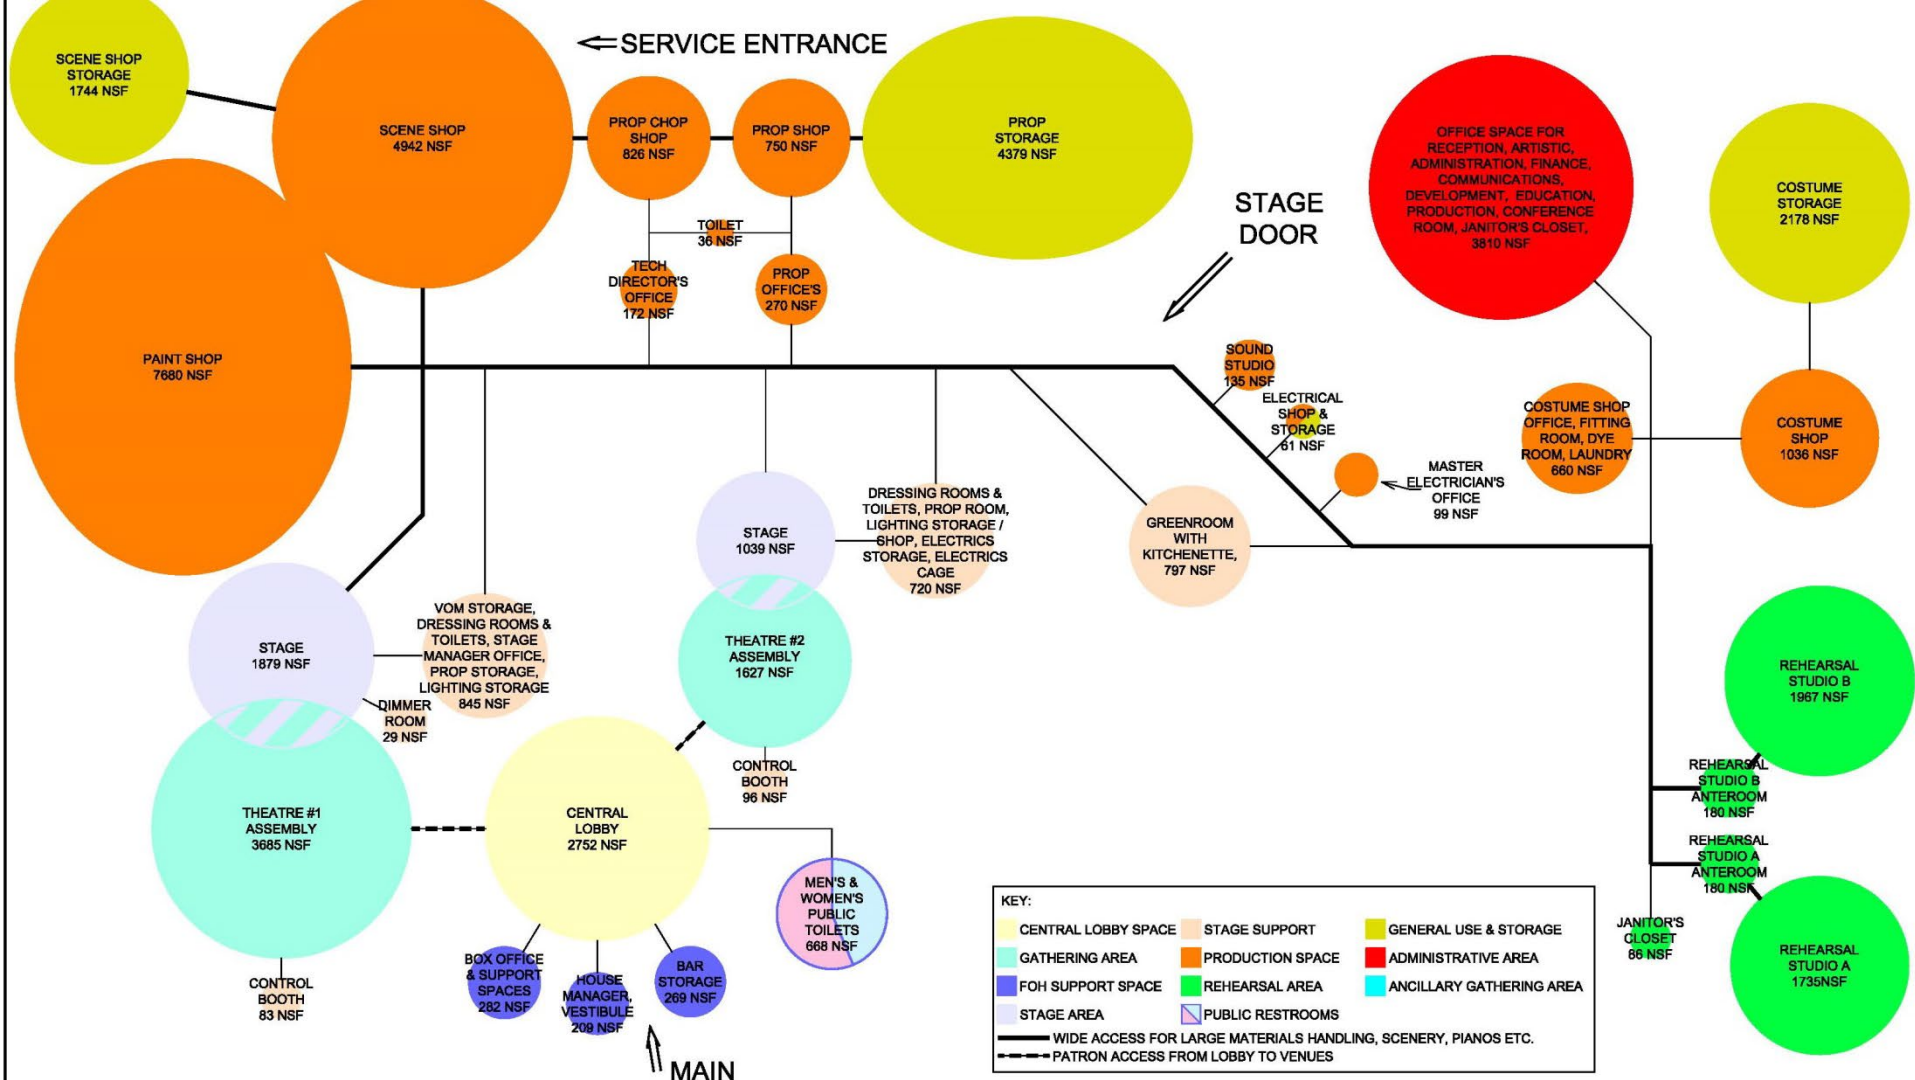 SERVICE ENTRANCE
SCENE SHOP
STORAGE
1744 NSF
SCENE SHOP
4942 NSF
PROP CHOP
SHOP
826 NSF
PROP SHOP
750 NSF
PROP
STORAGE
4379 NSF
OFFICE SPACE FOR
RECEPTION, ARTISTIC,
ADMINISTRATION, FINANCE,
COMMUNICATIONS,
DEVELOPMENT, EDUCATION,
PRODUCTION, CONFERENCE
ROOM, JANITOR'S CLOSET,
3810 NSF
COSTUME
STORAGE
2178 NSF
STAGE
DOOR
TOILET
36 NSF
TECH
DIRECTOR'S
OFFICE
172 NSF
PROP
OFFICE'S
270 NSF
PAINT SHOP
7680 NSF
SOUND
STUDIO
135 NSF
ELECTRICAL
SHOP &
STORAGE
61 NSF
MASTER
ELECTRICIAN'S
OFFICE
99 NSF
COSTUME SHOP
OFFICE, FITTING
ROOM, DYE
ROOM, LAUNDRY
660 NSF
COSTUME
SHOP
1036 NSF
STAGE
1039 NSF
DRESSING ROOMS &
TOILETS, PROP ROOM,
LIGHTING STORAGE /
SHOP, ELECTRICS
STORAGE, ELECTRICS
CAGE
720 NSF
GREENROOM
WITH
KITCHENETTE,
797 NSF
STAGE
1879 NSF
VOM STORAGE,
DRESSING ROOMS &
TOILETS, STAGE
MANAGER OFFICE,
PROP STORAGE,
LIGHTING STORAGE
845 NSF
DIMMER
ROOM
29 NSF
THEATRE #2
ASSEMBLY
1627 NSF
CONTROL
BOOTH
96 NSF
REHEARSAL
STUDIO B
1967 NSF
REHEARSAL
STUDIO B
ANTEROOM
180 NSF
REHEARSAL
STUDIO A
ANTEROOM
180 NSF
JANITOR'S
CLOSET
86 NSF
REHEARSAL
STUDIO A
1735NSF
THEATRE #1
ASSEMBLY
3685 NSF
CENTRAL
LOBBY
2752 NSF
MEN'S &
WOMEN'S
PUBLIC
TOILETS
668 NSF
CONTROL
BOOTH
83 NSF
BOX OFFICE
& SUPPORT
SPACES
282 NSF
HOUSE
MANAGER,
VESTIBULE
209 NSF
BAR
STORAGE
269 NSF
MAIN
KEY:
CENTRAL LOBBY SPACE
STAGE SUPPORT
GENERAL USE & STORAGE
GATHERING AREA
PRODUCTION SPACE
ADMINISTRATIVE AREA
FOH SUPPORT SPACE
REHEARSAL AREA
ANCILLARY GATHERING AREA
STAGE AREA
PUBLIC RESTROOMS
WIDE ACCESS FOR LARGE MATERIALS HANDLING, SCENERY, PIANOS ETC.
PATRON ACCESS FROM LOBBY TO VENUES